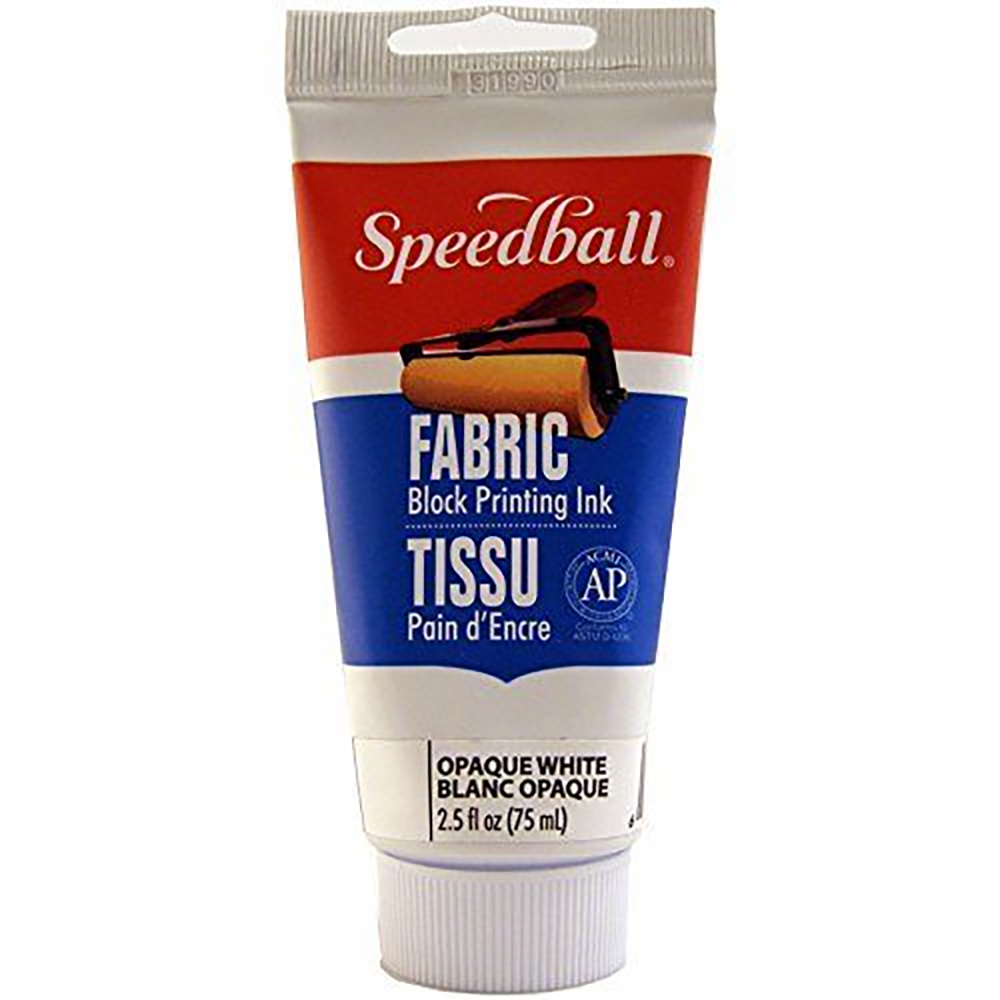 31990
Speedball®
FABRIC
Block Printing Ink
TISSU
Pain d'Encre
ACMI
AP
OPAQUE WHITE
BLANC OPAQUE
2.5 fl oz (75 mL)
6